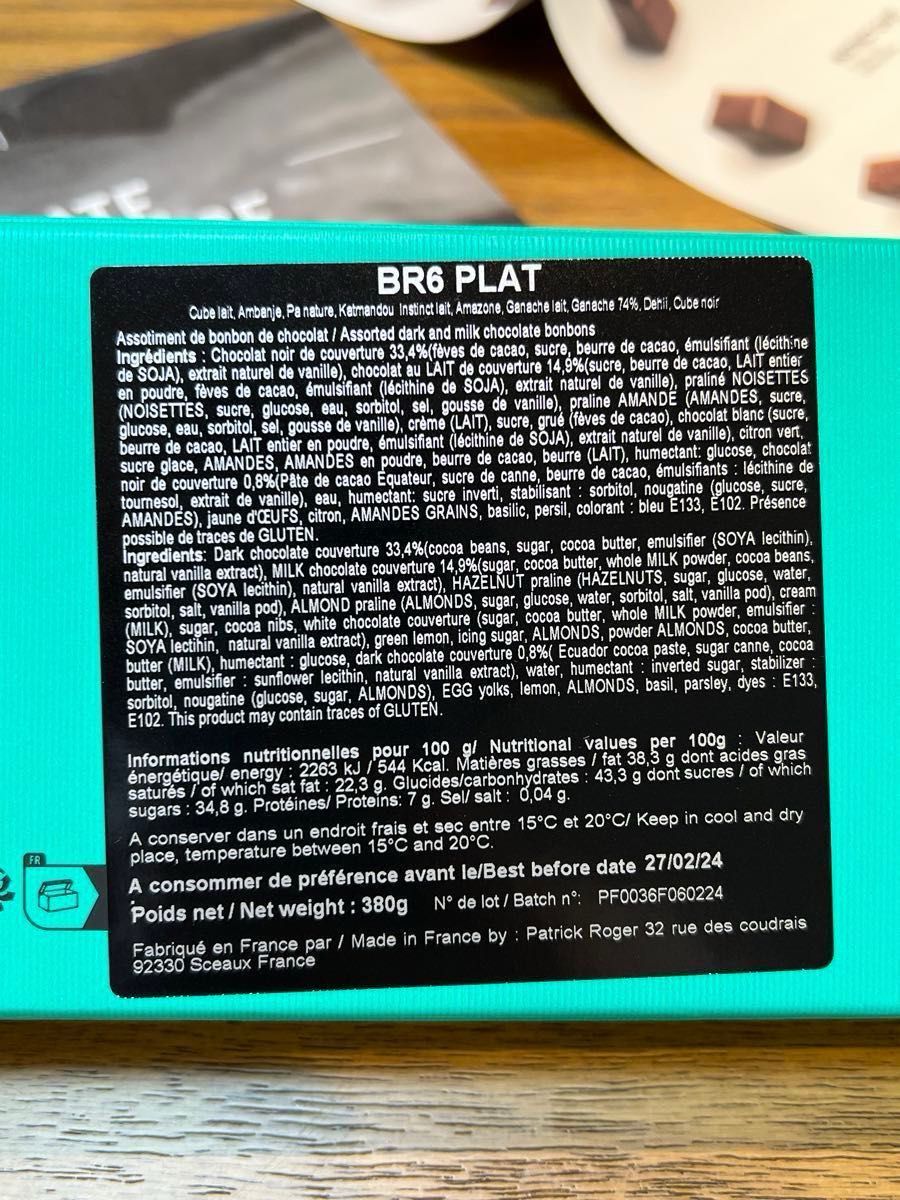 BR6 PLAT
Cube lait, Ambanje, Pa nature, Katmandou Instinct lait, Amazone, Ganache lait, Ganache 74%, Dehli, Cube noir
Assotiment de bonbon de chocolat / Assorted dark and milk chocolate bonbons
Ingrédients : Chocolat noir de couverture 33,4%(fèves de cacao, sucre, beurre de cacao, émulsifiant (lécithine
de SOJA), extrait naturel de vanille), chocolat au LAIT de couverture 14,9%(sucre, beurre de cacao, LAIT entier
en poudre, fèves de cacao, émulsifiant (lécithine de SOJA), extrait naturel de vanille), praliné NOISETTES
(NOISETTES, sucre, glucose, eau, sorbitol, sel, gousse de vanille), praline AMANDE (AMANDES, sucre,
glucose, eau, sorbitol, sel, gousse de vanille), crème (LAIT), sucre, grué (fèves de cacao), chocolat blanc (sucre,
beurre de cacao, LAIT entier en poudre, émulsifiant (lécithine de SOJA), extrait naturel de vanille), citron vert,
sucre glace, AMANDES, AMANDES en poudre, beurre de cacao, beurre (LAIT), humectant: glucose, chocolat
noir de couverture 0,8%(Pâte de cacao Equateur, sucre de canne, beurre de cacao, émulsifiants : lécithine de
tournesol, extrait de vanille), eau, humectant: sucre inverti, stabilisant : sorbitol, nougatine (glucose, sucre,
AMANDES), jaune d'ŒUFS, citron, AMANDES GRAINS, basilic, persil, colorant : bleu E133, E102. Présence
possible de traces de GLUTEN.
Ingredients: Dark chocolate couverture 33,4%(cocoa beans, sugar, cocoa butter, emulsifier (SOYA lecithin),
natural vanilla extract), MILK chocolate couverture 14,9%(sugar, cocoa butter, whole MILK powder, cocoa beans,
emulsifier (SOYA lecithin), natural vanilla extract), HAZELNUT praline (HAZELNUTS, sugar, glucose, water,
sorbitol, salt, vanilla pod), ALMOND praline (ALMONDS, sugar, glucose, water, sorbitol, salt, vanilla pod), cream
(MILK), sugar, cocoa nibs, white chocolate couverture (sugar, cocoa butter, whole MILK powder, emulsifier :
SOYA lectihin, natural vanilla extract), green lemon, icing sugar, ALMONDS, powder ALMONDS, cocoa butter,
butter (MILK), humectant : glucose, dark chocolate couverture 0,8%( Ecuador cocoa paste, sugar canne, cocoa
butter, emulsifier : sunflower lecithin, natural vanilla extract), water, humectant : inverted sugar, stabilizer :
sorbitol, nougatine (glucose, sugar, ALMONDS), EGG yolks, lemon, ALMONDS, basil, parsley, dyes : E133,
E102. This product may contain traces of GLUTEN.
Informations nutritionnelles pour 100 g/ Nutritional values per 100g : Valeur
énergétique/ energy : 2263 kJ / 544 Kcal. Matières grasses / fat 38,3 g dont acides gras
saturés / of which sat fat : 22,3 g. Glucides/carbonhydrates : 43,3 g dont sucres / of which
sugars : 34,8 g. Protéines/ Proteins: 7 g. Sel/ salt : 0,04 g.
A conserver dans un endroit frais et sec entre 15°C et 20°C/ Keep in cool and dry
place, temperature between 15°C and 20°C.
A consommer de préférence avant le/Best before date 27/02/24
Poids net / Net weight : 380g N° de lot / Batch n°: PF0036F060224
Fabriqué en France par / Made in France by : Patrick Roger 32 rue des coudrais
92330 Sceaux France
FR